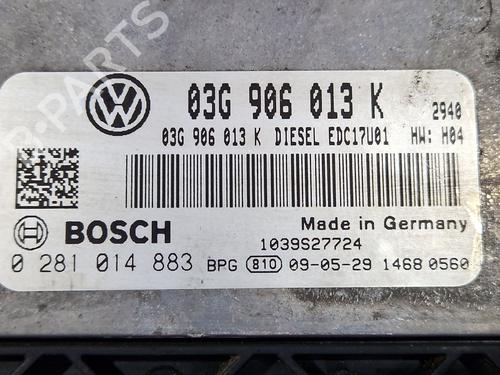 03G 906 013 K 2940
03G 906 013 K DIESEL EDC17U01 HW: H04
BOSCH Made in Germany
1039S27724
0 281 014 883 BPG 810 09-05-29 1468 0560